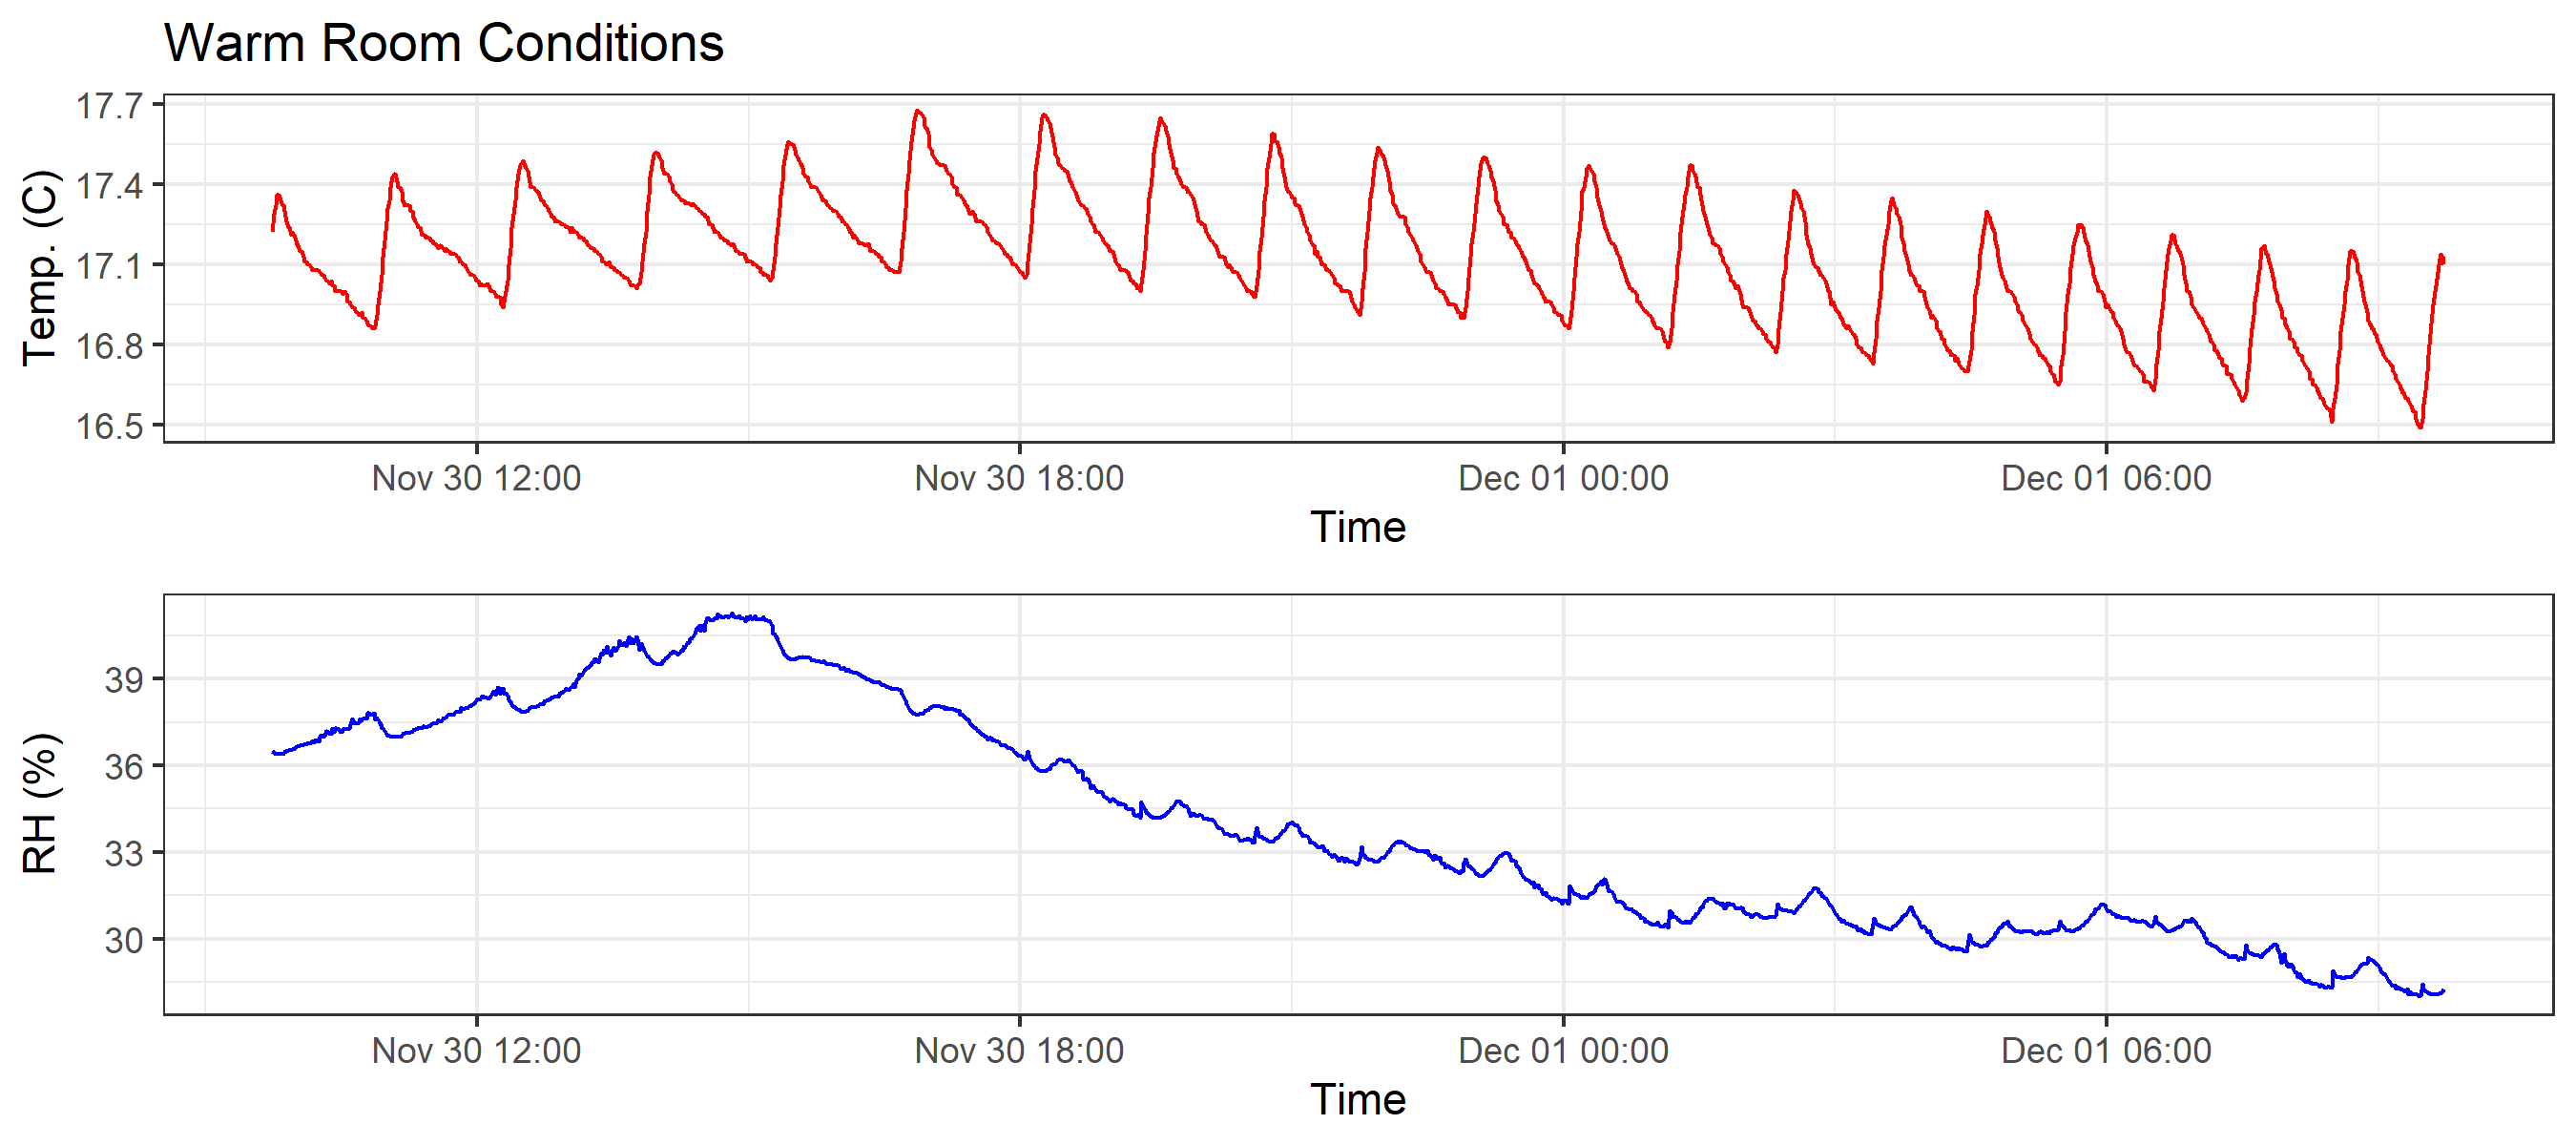 Warm Room Conditions
Temp. (C)
17.7
17.4
17.1
16.8
16.5
Nov 30 12:00 Nov 30 18:00 Dec 01 00:00 Dec 01 06:00
Time
RH (%)
39
36
33
30
Nov 30 12:00 Nov 30 18:00 Dec 01 00:00 Dec 01 06:00
Time